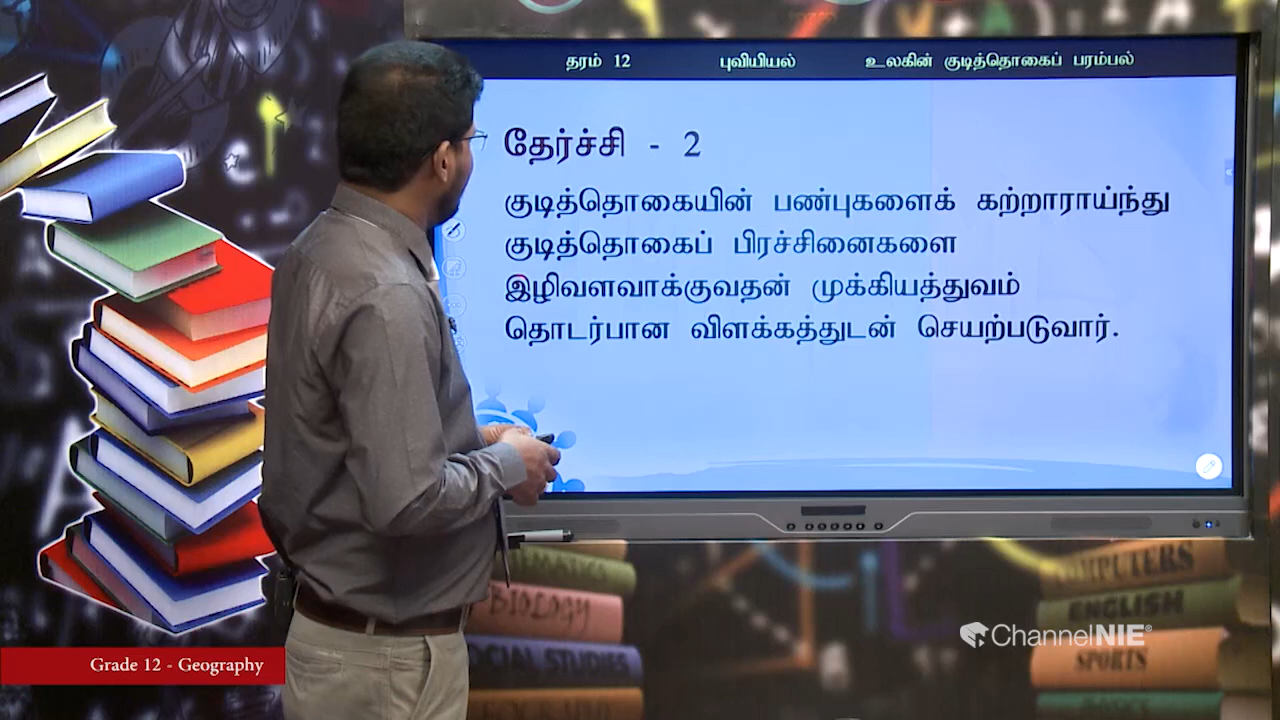 தரம் 12 புவியியல் உலகின் குடித்தொகைப் பரம்பல்
தேர்ச்சி - 2
குடித்தொகையின் பண்புகளைக் கற்றாராய்ந்து
குடித்தொகைப் பிரச்சினைகளை
இழிவளவாக்குவதன் முக்கியத்துவம்
தொடர்பான விளக்கத்துடன் செயற்படுவார்.
BIOLOGY
SOCIAL STUDIES
COMPUTERS
ENGLISH
SPORTS
ChannelNIE®
Grade 12 - Geography